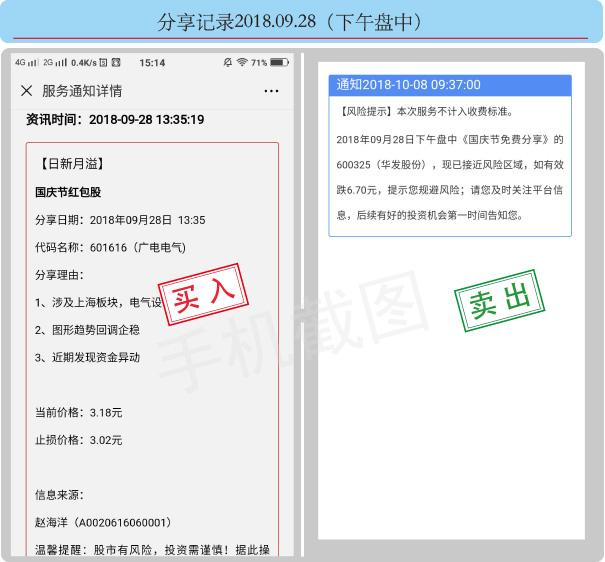 分享记录2018.09.28（下午盘中）
4G 2G 0.4K/s 15:14 71%
服务通知详情
资讯时间：2018-09-28 13:35:19
【日新月溢】
国庆节红包股
分享日期：2018年09月28日 13:35
代码名称：601616（广电电气)
分享理由：
1、涉及上海板块，电气设
2、图形趋势回调企稳
3、近期发现资金异动
当前价格：3.18元
止损价格：3.02元
信息来源：
赵海洋（A0020616060001）
温馨提醒：股市有风险，投资需谨慎！据此操
买入
手机截图
通知2018-10-08 09:37:00
【风险提示】本次服务不计入收费标准。
2018年09月28日下午盘中《国庆节免费分享》的
600325（华发股份），现已接近风险区域，如有效
跌6.70元，提示您规避风险；请您及时关注平台信
息，后续有好的投资机会第一时间告知您。
卖出